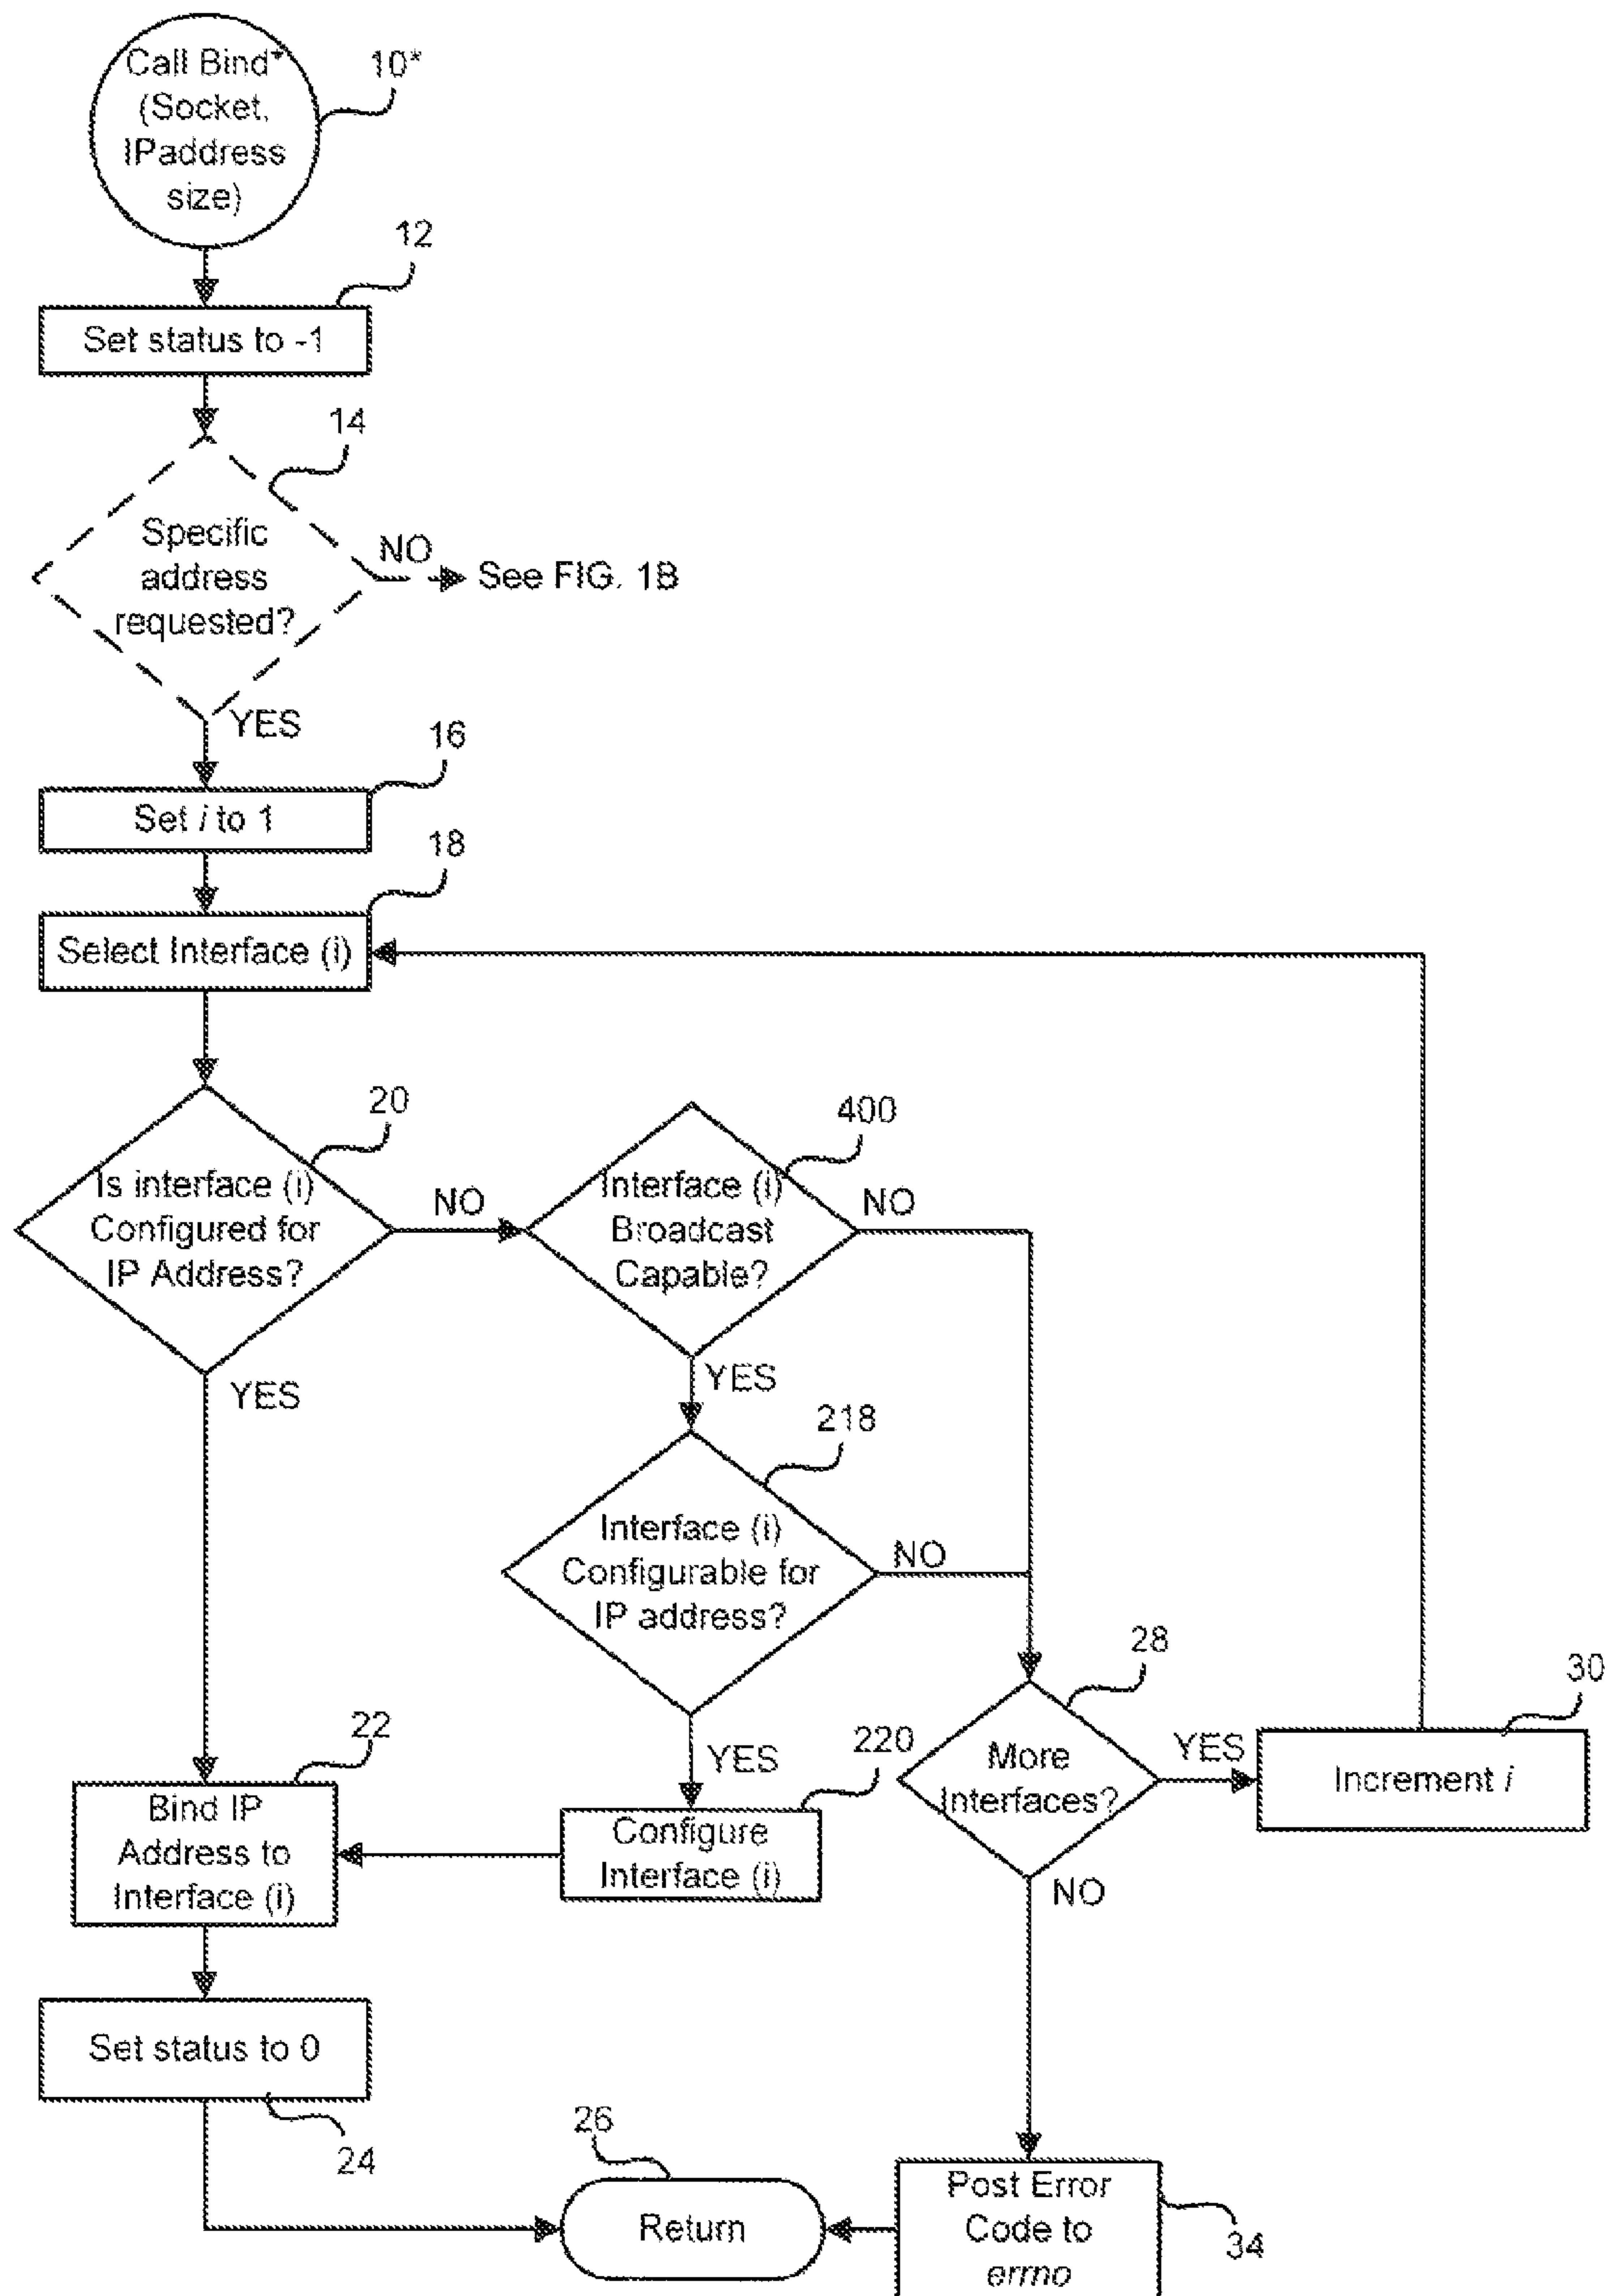 Call Bind*
(Socket,
IPaddress
size)
10*
12
Set status to -1
14
Specific
address
requested?
NO
See FIG. 1B
YES
16
Set i to 1
18
Select Interface (i)
20
Is interface (i)
Configured for
IP Address?
NO
400
Interface (i)
Broadcast
Capable?
NO
YES
YES
218
Interface (i)
Configurable for
IP address?
NO
28
More
Interfaces?
YES
30
Increment i
22
Bind IP
Address to
Interface (i)
YES
220
Configure
Interface (i)
NO
Set status to 0
24
26
Return
Post Error
Code to
errno
34